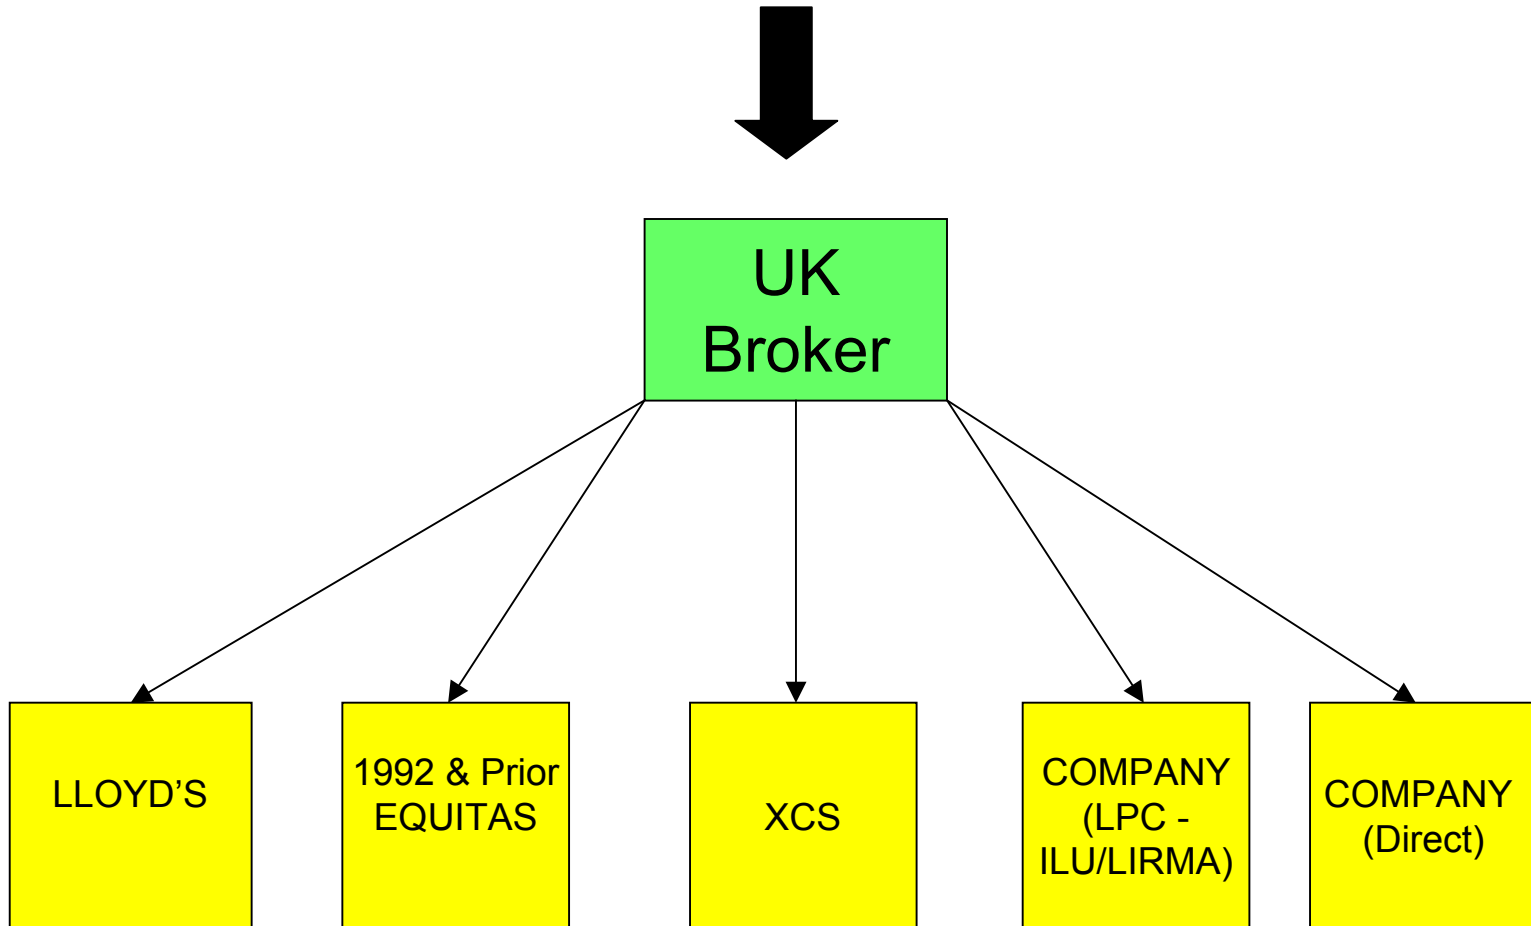 UK
Broker
LLOYD’S
1992 & Prior
EQUITAS
XCS
COMPANY
(LPC -
ILU/LIRMA)
COMPANY
(Direct)